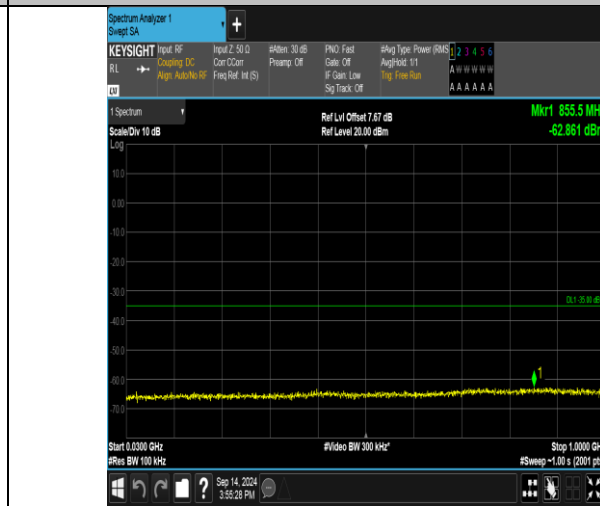 Spectrum Analyzer 1
Swept SA
+
KEYSIGHT
RL
LXI
Input: RF
Coupling: DC
Align: Auto/No RF
Input Z: 50 Ω
Corr CCorr
Freq Ref: Int (S)
#Atten: 30 dB
Preamp: Off
PNO: Fast
Gate: Off
IF Gain: Low
Sig Track: Off
#Avg Type: Power (RMS
Avg|Hold: 1/1
Trig: Free Run
1 2 3 4 5 6
A W W W W W
A A A A A A
1 Spectrum
Scale/Div 10 dB
Log
Ref Lvl Offset 7.67 dB
Ref Level 20.00 dBm
Mkr1 855.5 MH
-62.861 dBr
10.0
0.00
-10.0
-20.0
-30.0
DL1 -35.00 dB
-40.0
-50.0
-60.0
1
-70.0
Start 0.0300 GHz
#Res BW 100 kHz
#Video BW 300 kHz*
Stop 1.0000 GH
#Sweep ~1.00 s (2001 pt
?
Sep 14, 2024
3:55:28 PM